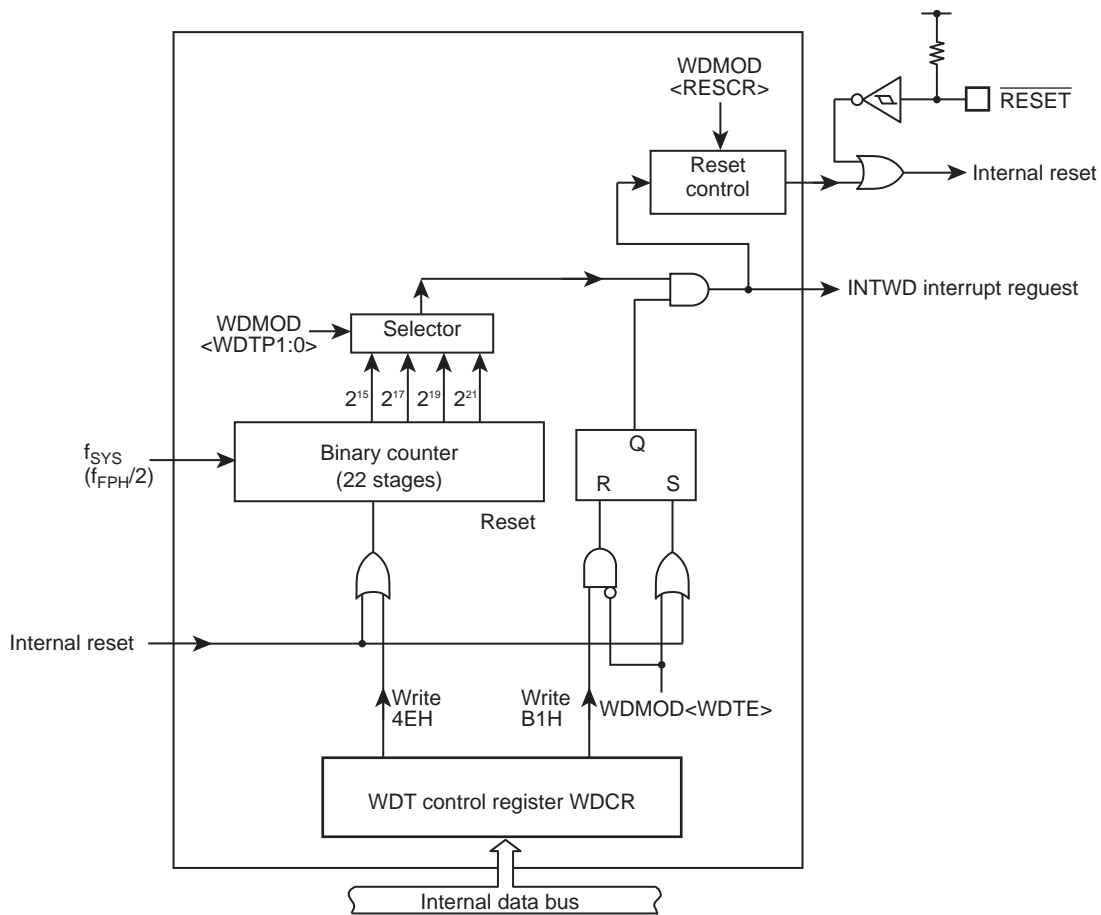 WDMOD
<RESCR>
RESET
Reset
control
Internal reset
INTWD interrupt reguest
WDMOD
<WDTP1:0>
Selector
2¹⁵ 2¹⁷ 2¹⁹ 2²¹
fSYS
(fFPH/2)
Binary counter
(22 stages)
Q
R S
Reset
Internal reset
Write
4EH
Write
B1H
WDMOD<WDTE>
WDT control register WDCR
Internal data bus